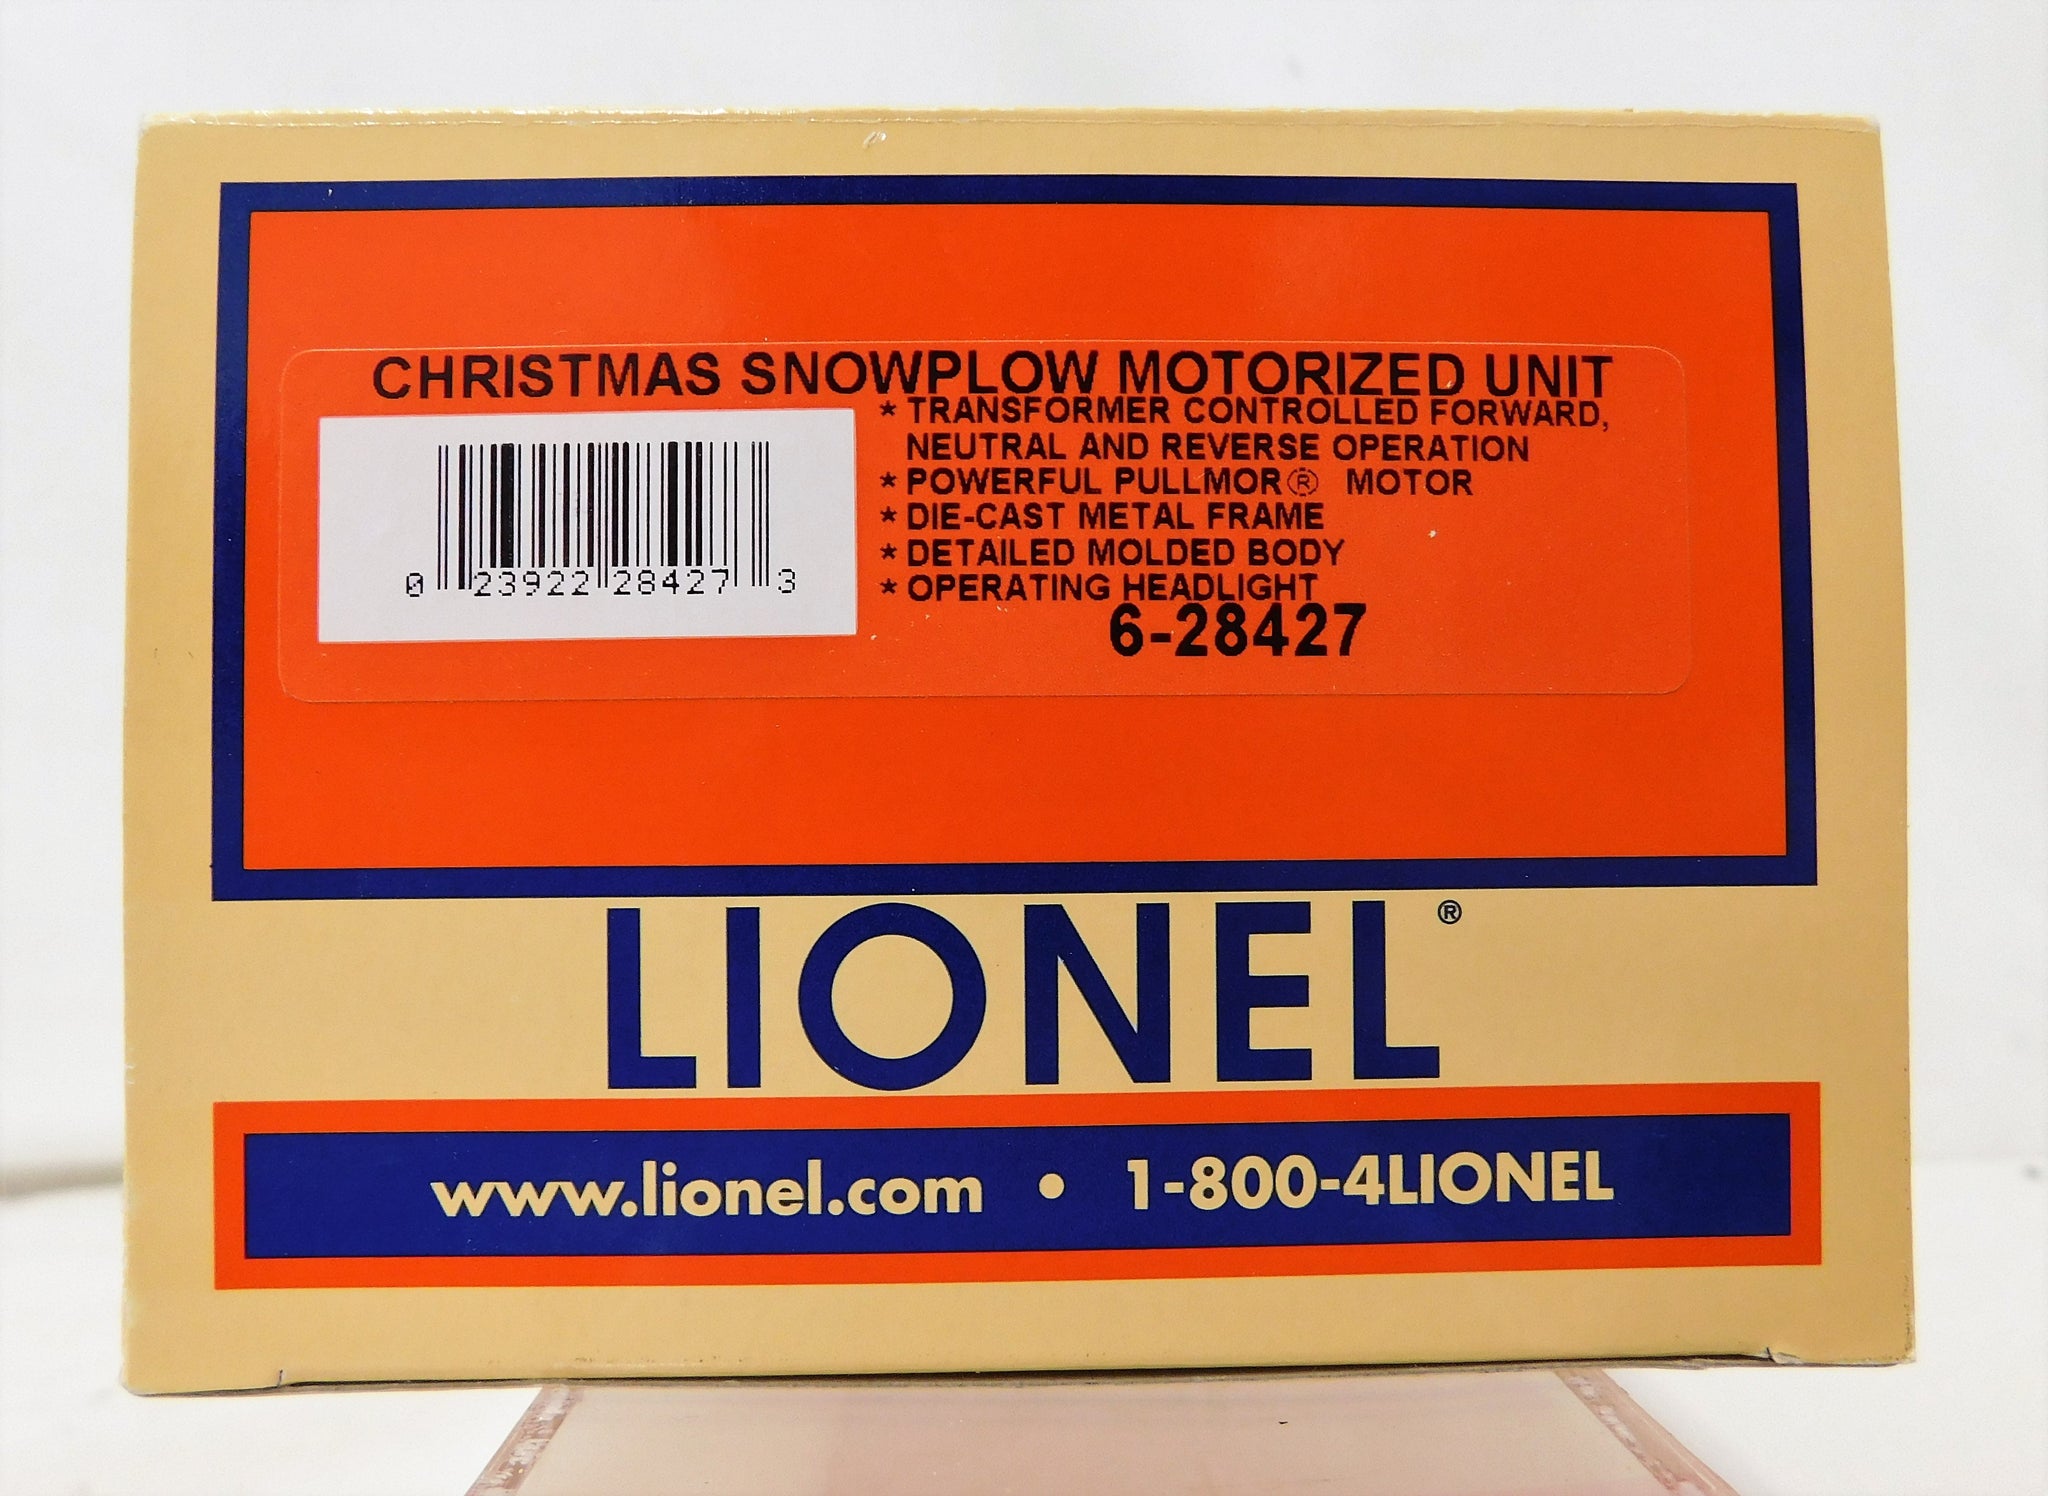 CHRISTMAS SNOWPLOW MOTORIZED UNIT
* TRANSFORMER CONTROLLED FORWARD,
NEUTRAL AND REVERSE OPERATION
* POWERFUL PULLMOR® MOTOR
* DIE-CAST METAL FRAME
* DETAILED MOLDED BODY
* OPERATING HEADLIGHT
0 23922 28427 3
6-28427
LIONEL®
www.lionel.com • 1-800-4LIONEL